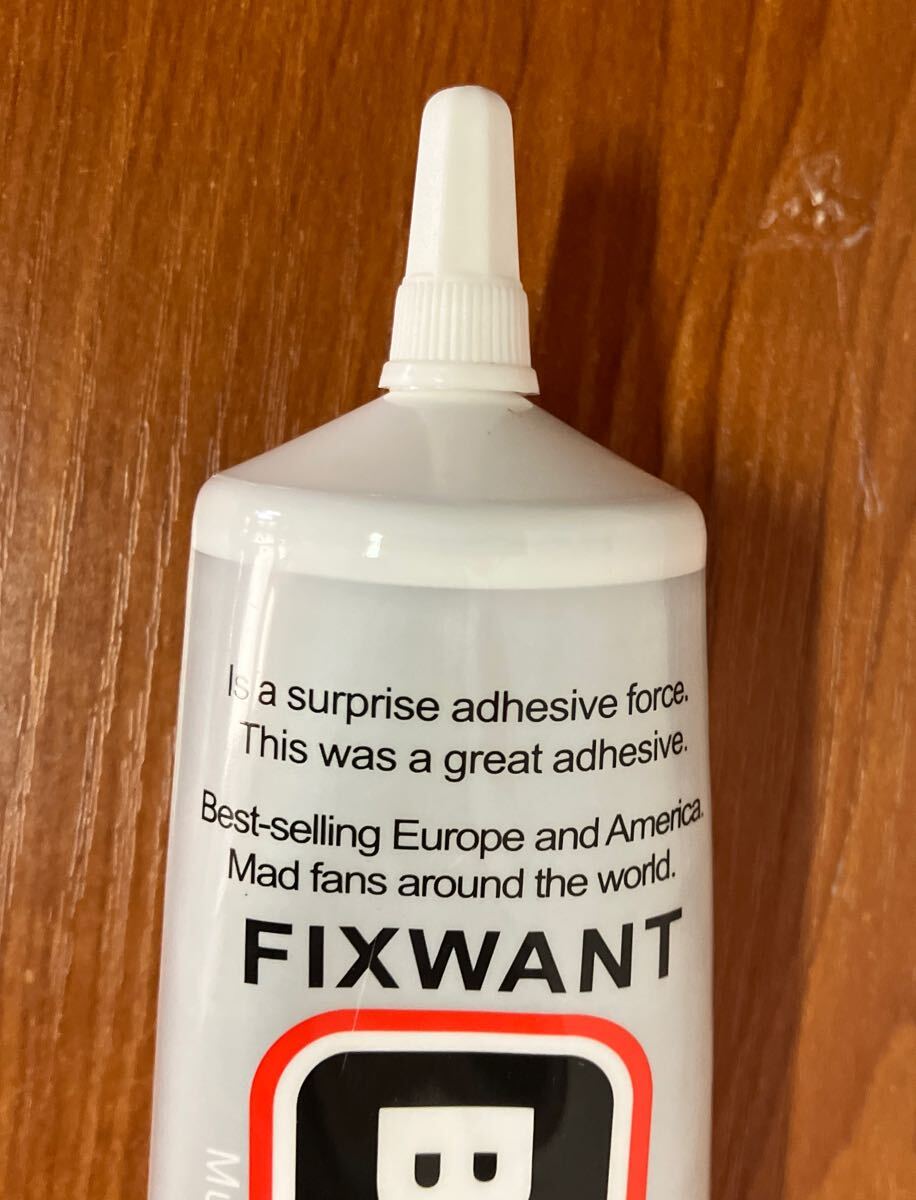 Is a surprise adhesive force.
This was a great adhesive.
Best-selling Europe and America.
Mad fans around the world.
FIXWANT
B
Mu